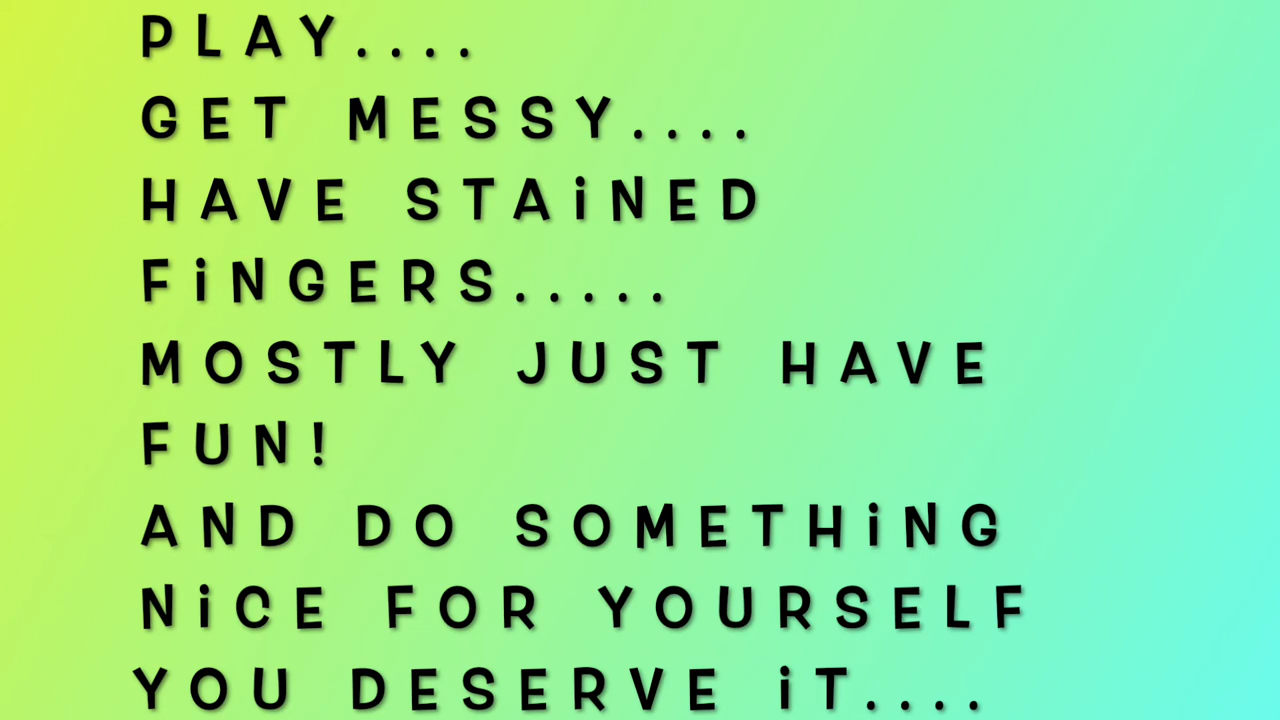 PLAY....
GET MESSY....
HAVE STAiNED
FiNGERS.....
MOSTLY JUST HAVE
FUN!
AND DO SOMETHiNG
NiCE FOR YOURSELF
YOU DESERVE iT....